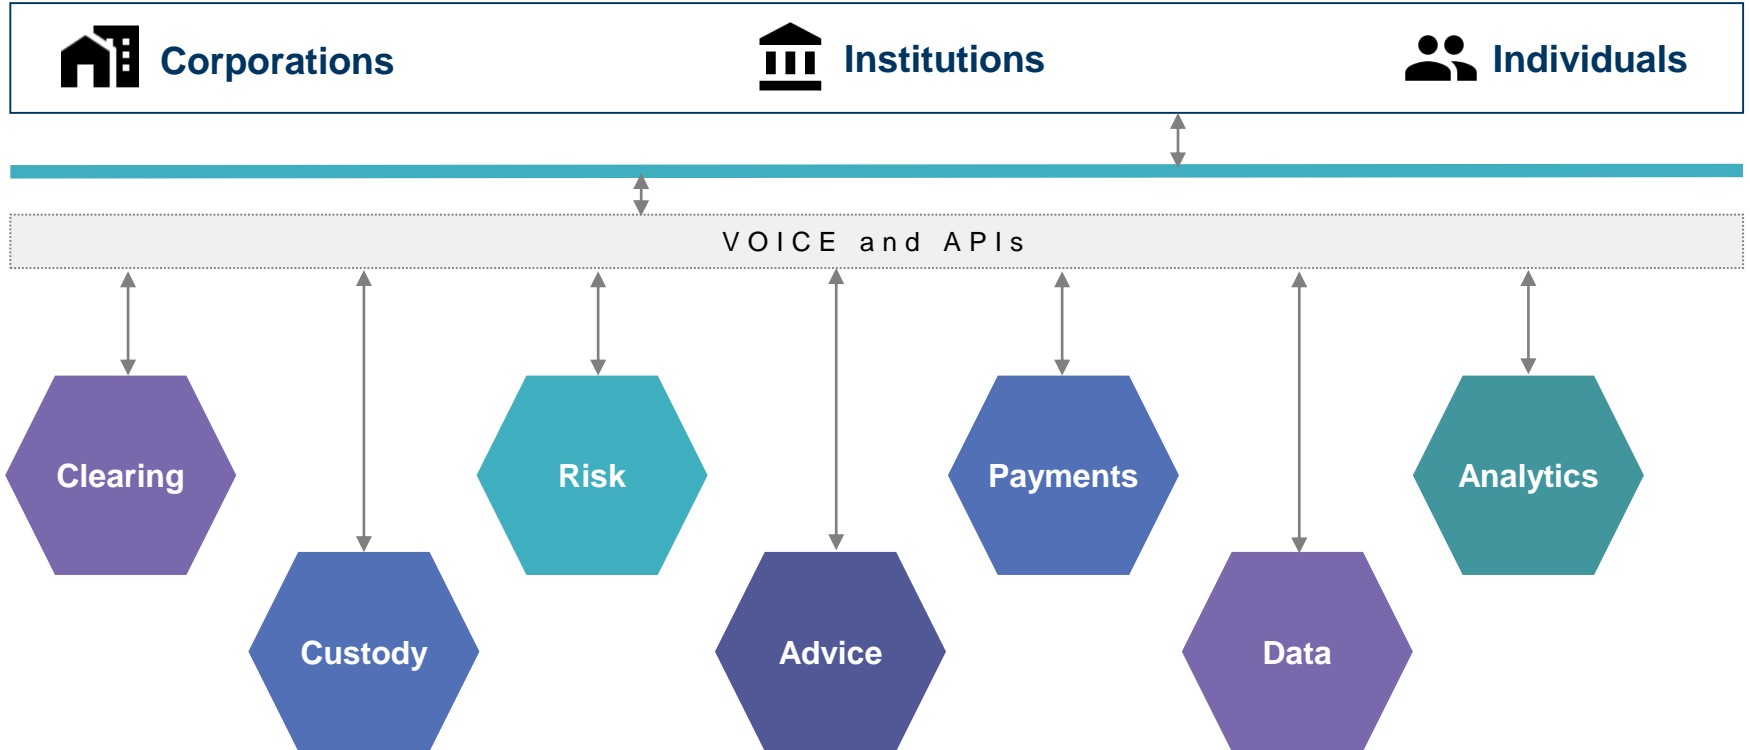 Corporations
Institutions
Individuals
VOICE and APIs
Clearing
Risk
Payments
Analytics
Custody
Advice
Data